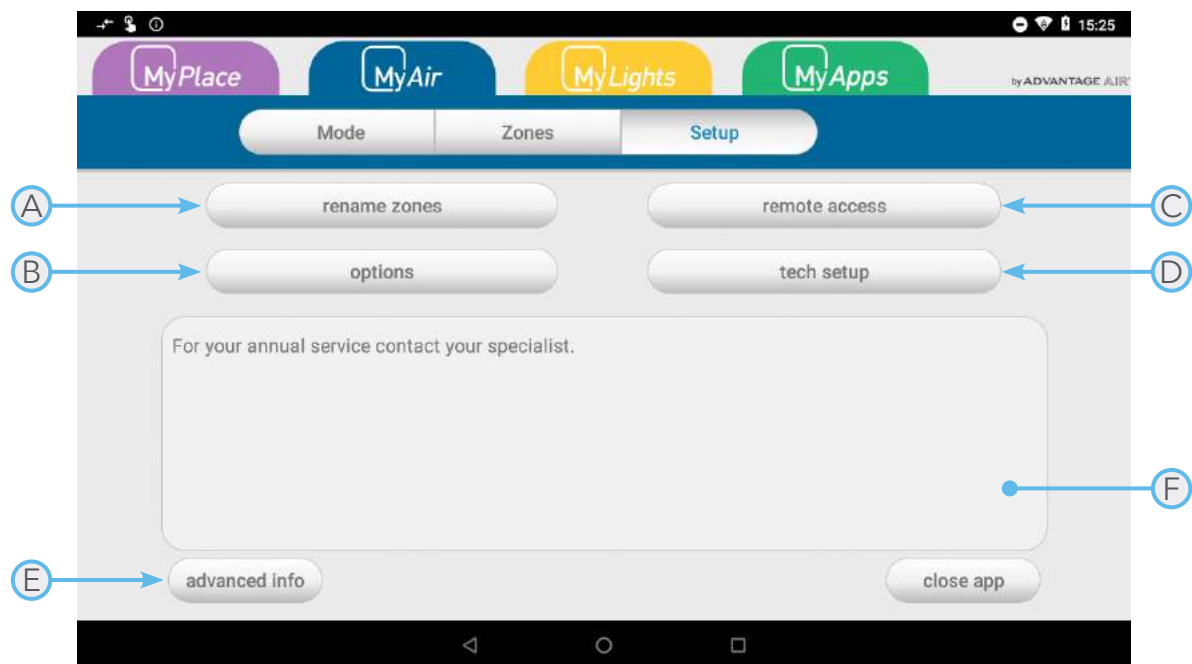 15:25
MyPlace MyAir MyLights MyApps by ADVANTAGE AIR
Mode Zones Setup
A rename zones remote access C
B options tech setup D
For your annual service contact your specialist.
F
E advanced info close app